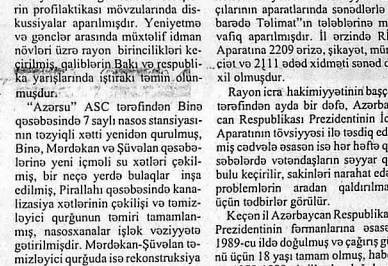 rin profilaktikası mövzularında dis-
kussiyalar aparılmışdır. Yeniyetmə
və gənclər arasında müxtəlif idman
növləri üzrə rayon birincilikləri ke-
çirilmiş, qaliblərin Bakı və respubli-
ka yarışlarında iştirakı təmin olun-
muşdur.
"Azərsu" ASC tərəfindən Binə
qəsəbəsində 7 saylı nasos stansiyası-
nın təzyiqli xətti yenidən qurulmuş,
Binə, Mərdəkan və Şüvəlan qəsəbə-
lərinə yeni içməli su xətləri çəkil-
miş, bir neçə yerdə bulaqlar inşa
edilmiş, Pirallahı qəsəbəsində kana-
lizasiya xətlərinin çəkilişi və təmiz-
ləyici qurğunun təmiri tamamlan-
mış, nasosxanalar işlək vəziyyətə
gətirilmişdir. Mərdəkan-Şüvəlan tə-
mizləyici qurğusunda isə rekonstruksiya
çılarının aparatlarında sənədlərlə
barədə Təlimat"ın tələblərinə m
vafiq aparılmışdır. İl ərzində Rİ
Aparatına 2209 ərizə, şikayət, mü
ciət və 2111 ədəd xidməti sənəd d
xil olmuşdur.
Rayon icra hakimiyyətinin başç
tərəfindən ayda bir dəfə, Azərba
can Respublikası Prezidentinin İ
Aparatının tövsiyyəsi ilə təsdiq ed
miş cədvələ əsasən isə hər həftə q
səbələrdə vətəndaşların səyyar q
bulu keçirilir, sakinləri narahat edə
problemlərin aradan qaldırılma
üçün tədbirlər görülür.
Keçən il Azərbaycan Respublika
Prezidentinin fərmanlarına əsasə
1989-cu ildə doğulmuş və çağırış gü
nü üçün 18 yaşı tamam olmuş, hab